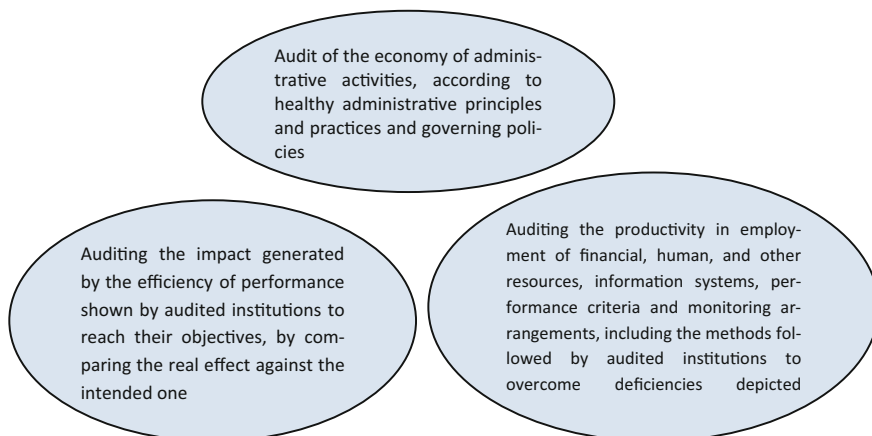 Audit of the economy of adminis-
trative activities, according to
healthy administrative principles
and practices and governing poli-
cies
Auditing the impact generated
by the efficiency of performance
shown by audited institutions to
reach their objectives, by com-
paring the real effect against the
intended one
Auditing the productivity in employ-
ment of financial, human, and other
resources, information systems, per-
formance criteria and monitoring ar-
rangements, including the methods fol-
lowed by audited institutions to
overcome deficiencies depicted